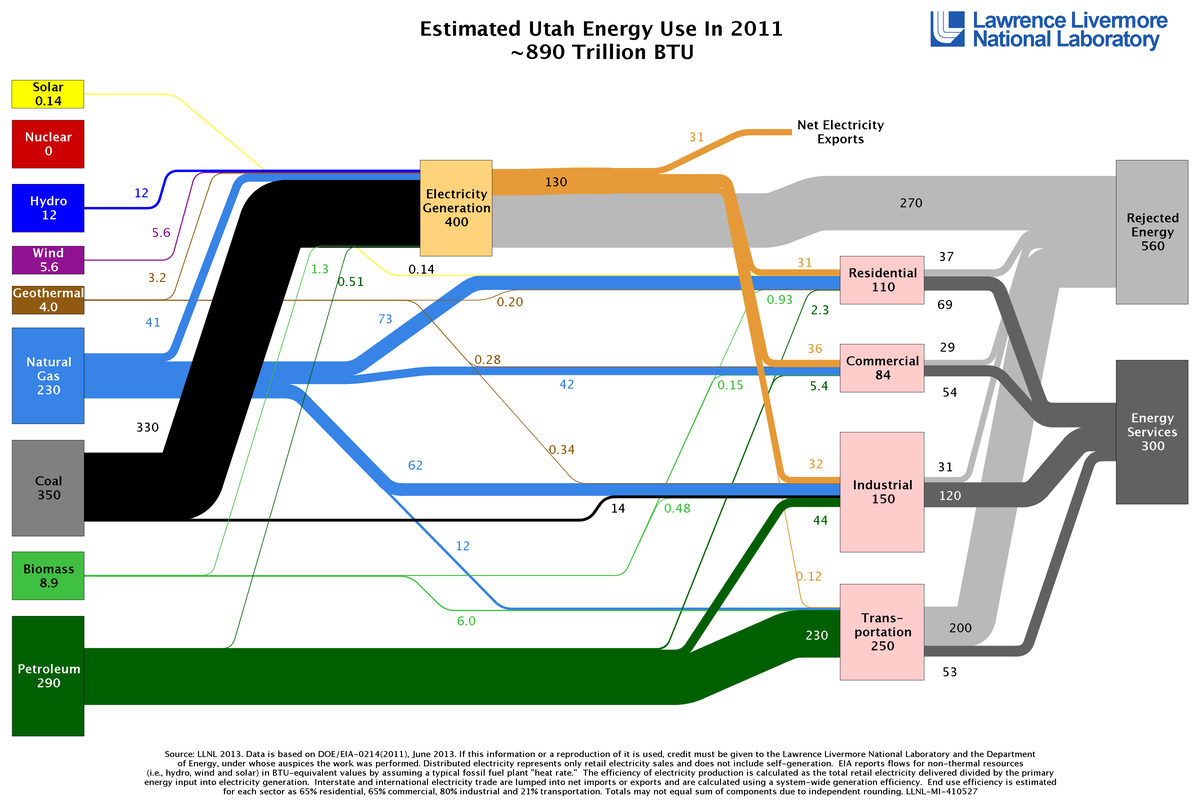 Estimated Utah Energy Use In 2011
~890 Trillion BTU
Lawrence Livermore
National Laboratory
Solar
0.14
Nuclear
0
Hydro
12
Wind
5.6
Geothermal
4.0
Natural
Gas
230
Coal
350
Biomass
8.9
Petroleum
290
12
5.6
3.2
41
330
1.3
0.51
Electricity
Generation
400
0.14
73
0.20
0.28
42
0.34
62
14
12
6.0
130
31
Net Electricity
Exports
270
31
0.93
2.3
36
0.15
5.4
32
0.48
44
0.12
230
Residential
110
Commercial
84
Industrial
150
Trans-
portation
250
37
69
29
54
31
120
200
53
Rejected
Energy
560
Energy
Services
300
Source: LLNL 2013. Data is based on DOE/EIA-0214(2011), June 2013. If this information or a reproduction of it is used, credit must be given to the Lawrence Livermore National Laboratory and the Department
of Energy, under whose auspices the work was performed. Distributed electricity represents only retail electricity sales and does not include self-generation. EIA reports flows for non-thermal resources
(i.e., hydro, wind and solar) in BTU-equivalent values by assuming a typical fossil fuel plant "heat rate." The efficiency of electricity production is calculated as the total retail electricity delivered divided by the primary
energy input into electricity generation. Interstate and international electricity trade are lumped into net imports or exports and are calculated using a system-wide generation efficiency. End use efficiency is estimated
for each sector as 65% residential, 65% commercial, 80% industrial and 21% transportation. Totals may not equal sum of components due to independent rounding. LLNL-MI-410527